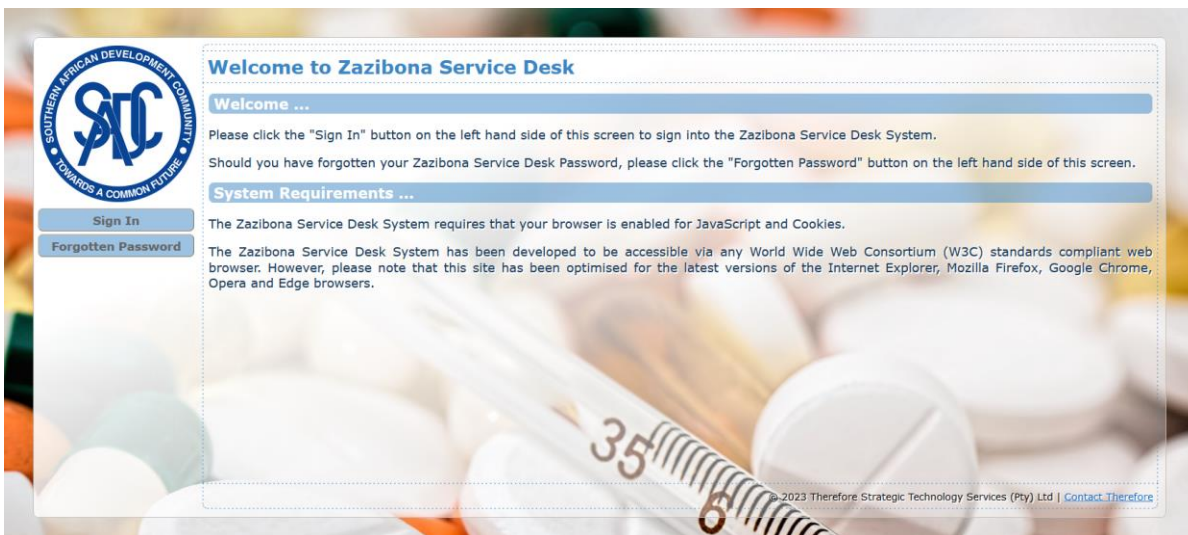 SOUTHERN AFRICAN DEVELOPMENT COMMUNITY
SADC
TOWARDS A COMMON FUTURE
Sign In
Forgotten Password
Welcome to Zazibona Service Desk
Welcome ...
Please click the "Sign In" button on the left hand side of this screen to sign into the Zazibona Service Desk System.
Should you have forgotten your Zazibona Service Desk Password, please click the "Forgotten Password" button on the left hand side of this screen.
System Requirements ...
The Zazibona Service Desk System requires that your browser is enabled for JavaScript and Cookies.
The Zazibona Service Desk System has been developed to be accessible via any World Wide Web Consortium (W3C) standards compliant web
browser. However, please note that this site has been optimised for the latest versions of the Internet Explorer, Mozilla Firefox, Google Chrome,
Opera and Edge browsers.
35
6
© 2023 Therefore Strategic Technology Services (Pty) Ltd | Contact Therefore